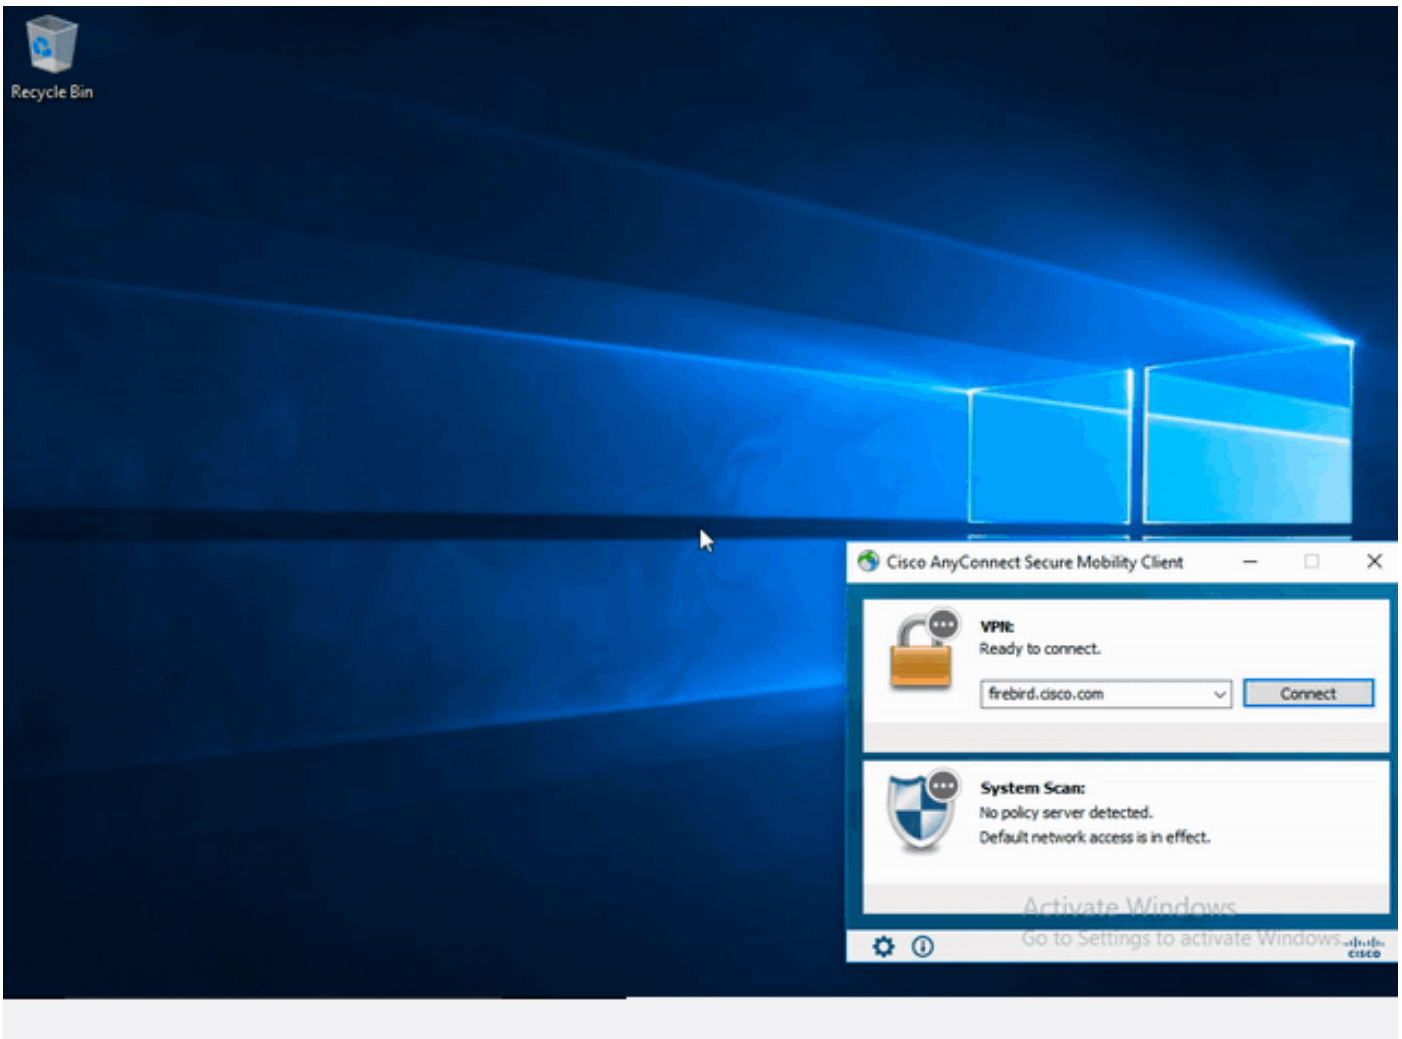 Recycle Bin
Cisco AnyConnect Secure Mobility Client
VPN:
Ready to connect.
firebird.cisco.com
Connect
System Scan:
No policy server detected.
Default network access is in effect.
Activate Windows
Go to Settings to activate Windows.
CISCO